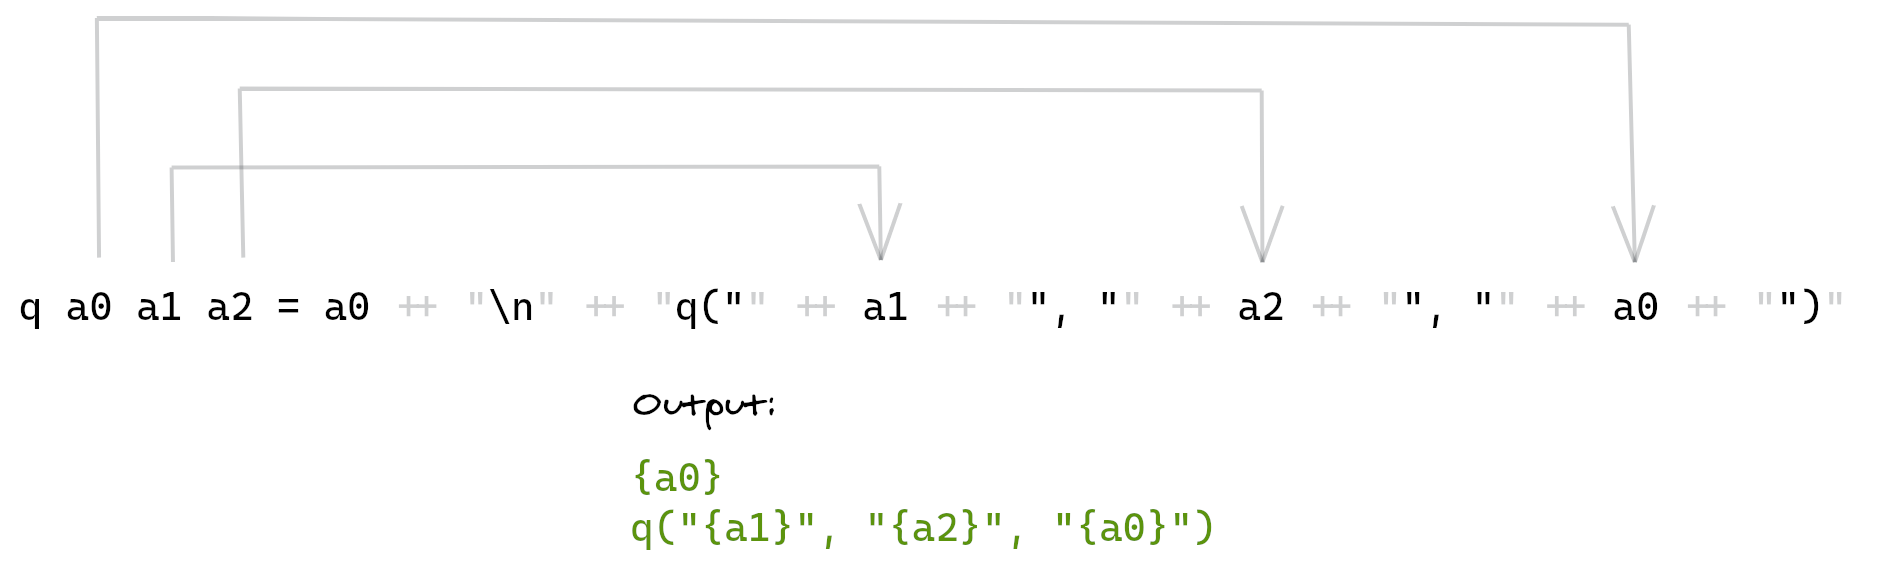 q a0 a1 a2 = a0 ++ "\n" ++ "q("" ++ a1 ++ "", "" ++ a2 ++ "", "" ++ a0 ++ "")"
Output:
{a0}
q("{a1}", "{a2}", "{a0}")